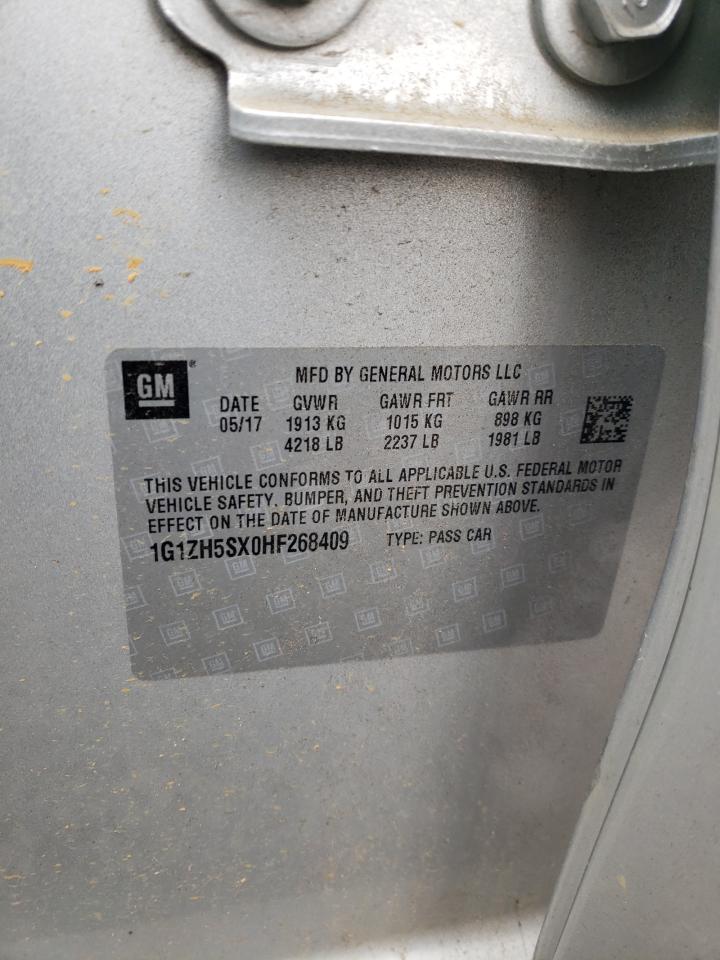 GM ®
MFD BY GENERAL MOTORS LLC
DATE GVWR GAWR FRT GAWR RR
05/17 1913 KG 1015 KG 898 KG
4218 LB 2237 LB 1981 LB
THIS VEHICLE CONFORMS TO ALL APPLICABLE U.S. FEDERAL MOTOR
VEHICLE SAFETY, BUMPER, AND THEFT PREVENTION STANDARDS IN
EFFECT ON THE DATE OF MANUFACTURE SHOWN ABOVE.
1G1ZH5SX0HF268409 TYPE: PASS CAR